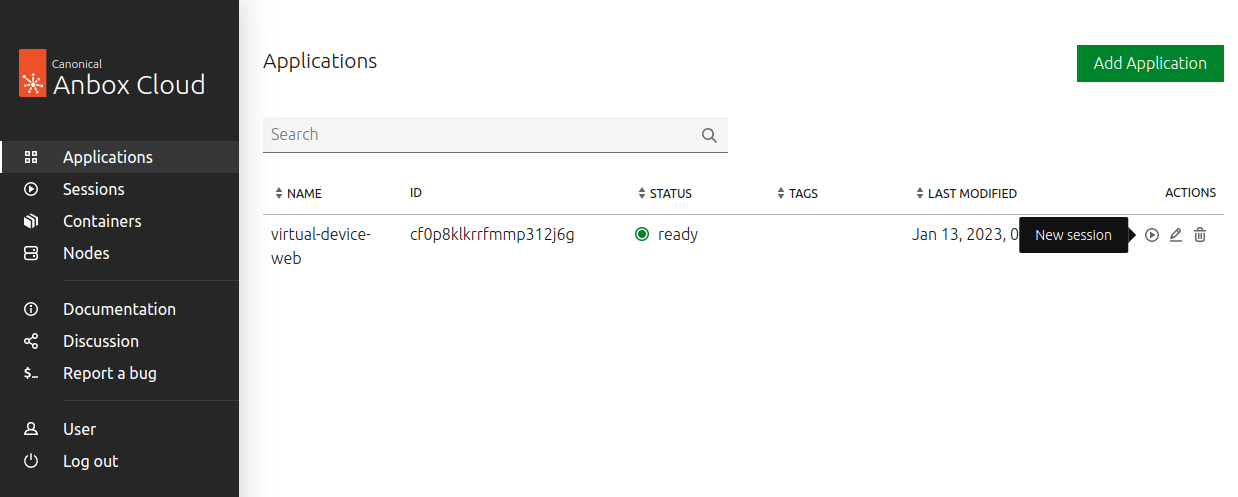 Canonical
Anbox Cloud
Applications
Sessions
Containers
Nodes
Documentation
Discussion
Report a bug
User
Log out
Applications
Add Application
Search
NAME ID STATUS TAGS LAST MODIFIED ACTIONS
virtual-device- cf0p8klkrrfmmp312j6g ready Jan 13, 2023, 0 New session
web